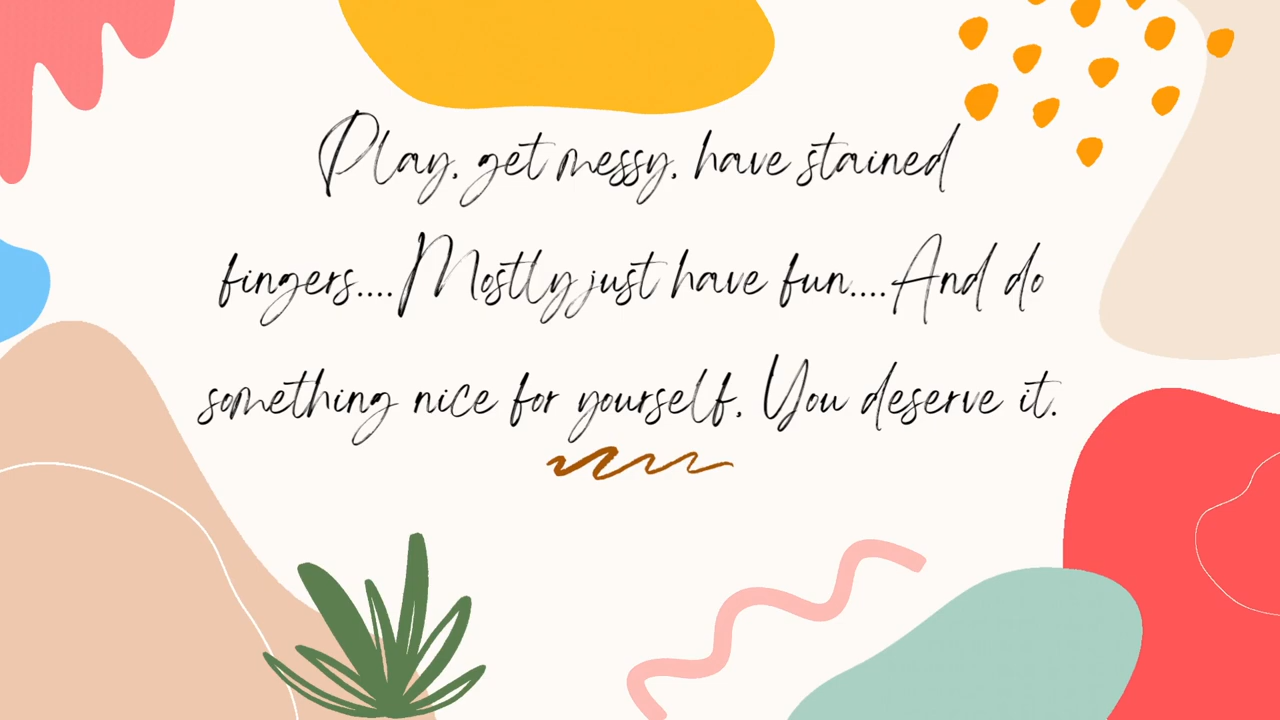 Play, get messy, have stained
fingers....Mostly just have fun....And do
something nice for yourself, You deserve it.